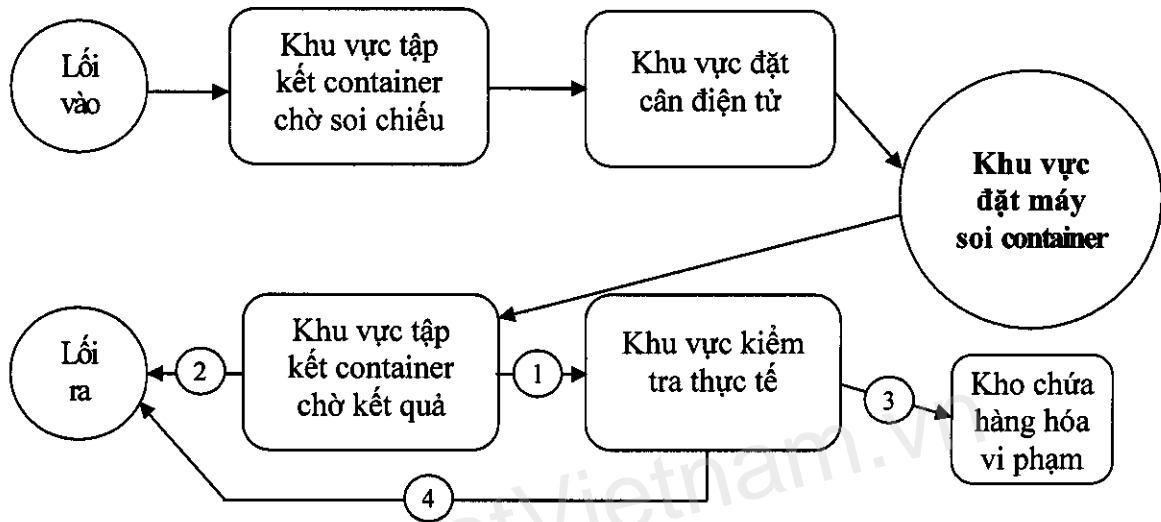 Lối
vào
Khu vực tập
kết container
chờ soi chiếu
Khu vực đặt
cân điện tử
Khu vực
đặt máy
soi container
Lối
ra
2
Khu vực tập
kết container
chờ kết quả
1
Khu vực kiểm
tra thực tế
3
Kho chứa
hàng hóa
vi phạm
4
stVietnam.vn